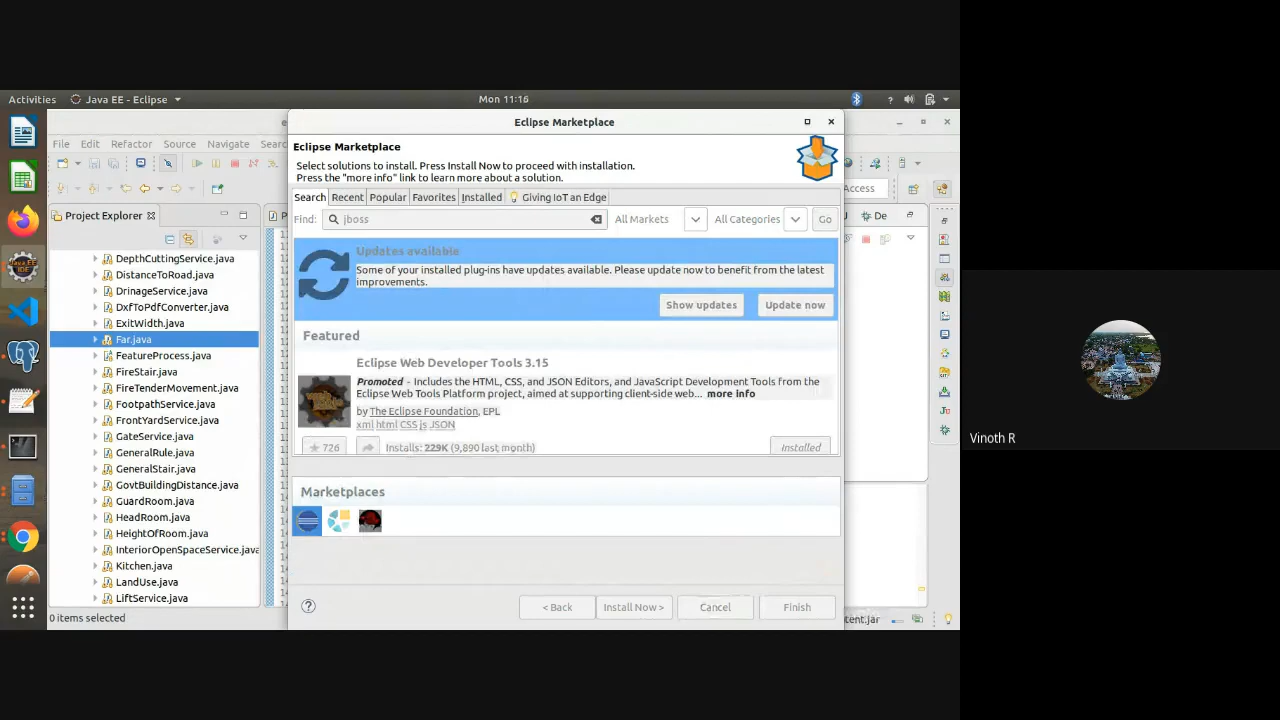 Activities
Java EE - Eclipse
Mon 11:16
?
Eclipse Marketplace
File Edit Refactor Source Navigate Searc
Eclipse Marketplace
Select solutions to install. Press Install Now to proceed with installation.
Press the "more info" link to learn more about a solution.
Access
Search Recent Popular Favorites Installed Giving IoT an Edge
Project Explorer
Find: jboss All Markets All Categories Go
De
Updates available
Some of your installed plug-ins have updates available. Please update now to benefit from the latest
improvements.
Show updates Update now
Featured
Eclipse Web Developer Tools 3.15
Promoted - Includes the HTML, CSS, and JSON Editors, and JavaScript Development Tools from the
Eclipse Web Tools Platform project, aimed at supporting client-side web... more info
by The Eclipse Foundation, EPL
xml html CSS js JSON
726 Installs: 229K (9,890 last month) Installed
Marketplaces
? < Back Install Now > Cancel Finish
DepthCuttingService.java
DistanceToRoad.java
DrinageService.java
DxfToPdfConverter.java
ExitWidth.java
Far.java
FeatureProcess.java
FireStair.java
FireTenderMovement.java
FootpathService.java
FrontYardService.java
GateService.java
GeneralRule.java
GeneralStair.java
GovtBuildingDistance.java
GuardRoom.java
HeadRoom.java
HeightOfRoom.java
InteriorOpenSpaceService.java
Kitchen.java
LandUse.java
LiftService.java
0 items selected
tent.jar
Vinoth R